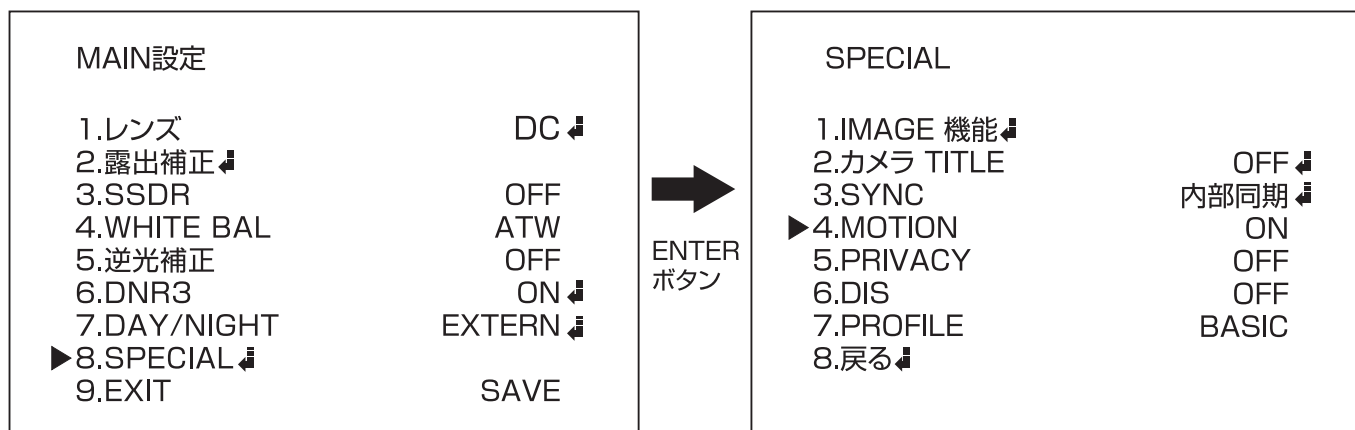 MAIN設定
1.レンズ DC↲
2.露出補正↲
3.SSDR OFF
4.WHITE BAL ATW
5.逆光補正 OFF
6.DNR3 ON↲
7.DAY/NIGHT EXTERN↲
▶8.SPECIAL↲
9.EXIT SAVE
ENTER
ボタン
SPECIAL
1.IMAGE 機能↲
2.カメラ TITLE OFF↲
3.SYNC 内部同期↲
▶4.MOTION ON
5.PRIVACY OFF
6.DIS OFF
7.PROFILE BASIC
8.戻る↲